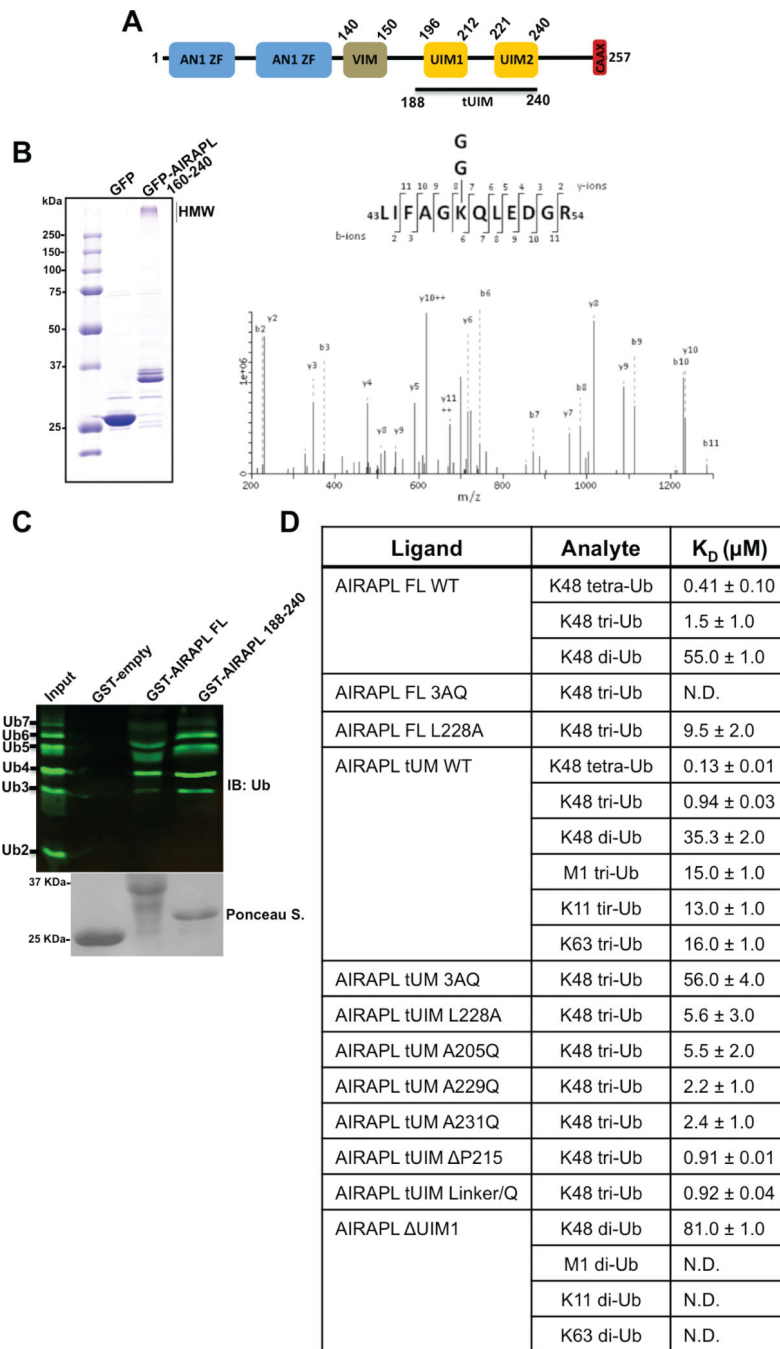 A
140 150 196 212 221 240
1 AN1 ZF AN1 ZF VIM UIM1 UIM2 CAAX 257
188 tUIM 240
B
GFP
GFP-AIRAPL 160-240
kDa
HMW
250
150
100
75
50
37
25
G
G
11 10 9 8 7 6 5 4 3 2 y-ions
43LIFAGKQLEDGR54
b-ions 2 3 6 7 8 9 10 11
1e+06
0
b2 y2 y3 b3 y4 y8 y9 y5 y10++ y11++ y6 b6 b7 y7 b8 y8 y9 b9 b10 y10 b11
200 400 600 800 1000 1200
m/z
C
Input
GST-empty
GST-AIRAPL FL
GST-AIRAPL 188-240
Ub7
Ub6
Ub5
Ub4
Ub3
Ub2
IB: Ub
37 KDa
25 KDa
Ponceau S.
D
Ligand Analyte KD (µM)
AIRAPL FL WT K48 tetra-Ub 0.41 ± 0.10
K48 tri-Ub 1.5 ± 1.0
K48 di-Ub 55.0 ± 1.0
AIRAPL FL 3AQ K48 tri-Ub N.D.
AIRAPL FL L228A K48 tri-Ub 9.5 ± 2.0
AIRAPL tUM WT K48 tetra-Ub 0.13 ± 0.01
K48 tri-Ub 0.94 ± 0.03
K48 di-Ub 35.3 ± 2.0
M1 tri-Ub 15.0 ± 1.0
K11 tir-Ub 13.0 ± 1.0
K63 tri-Ub 16.0 ± 1.0
AIRAPL tUM 3AQ K48 tri-Ub 56.0 ± 4.0
AIRAPL tUIM L228A K48 tri-Ub 5.6 ± 3.0
AIRAPL tUM A205Q K48 tri-Ub 5.5 ± 2.0
AIRAPL tUM A229Q K48 tri-Ub 2.2 ± 1.0
AIRAPL tUM A231Q K48 tri-Ub 2.4 ± 1.0
AIRAPL tUIM ΔP215 K48 tri-Ub 0.91 ± 0.01
AIRAPL tUIM Linker/Q K48 tri-Ub 0.92 ± 0.04
AIRAPL ΔUIM1 K48 di-Ub 81.0 ± 1.0
M1 di-Ub N.D.
K11 di-Ub N.D.
K63 di-Ub N.D.